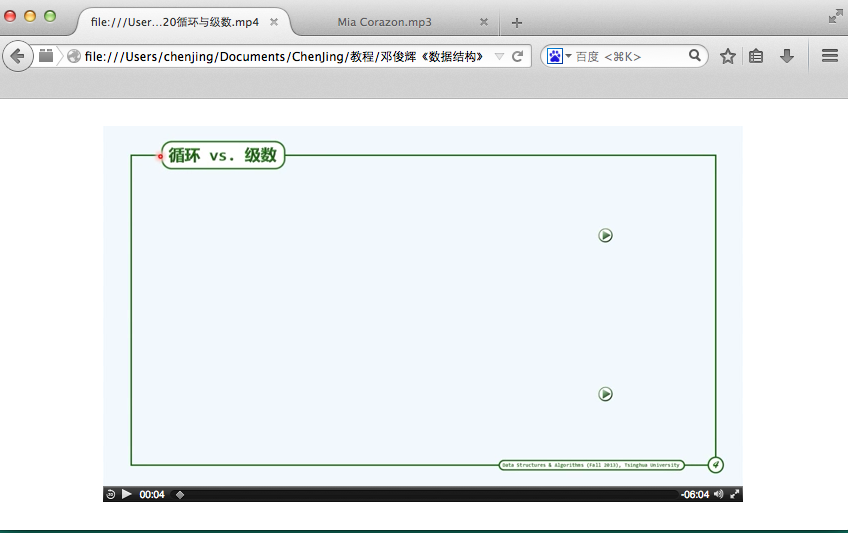 file:///User...20循环与级数.mp4
Mia Corazon.mp3
file:///Users/chenjing/Documents/ChenJing/教程/邓俊辉《数据结构》
百度 <⌘K>
循环 vs. 级数
Data Structures & Algorithms (Fall 2013), Tsinghua University
4
00:04
-06:04